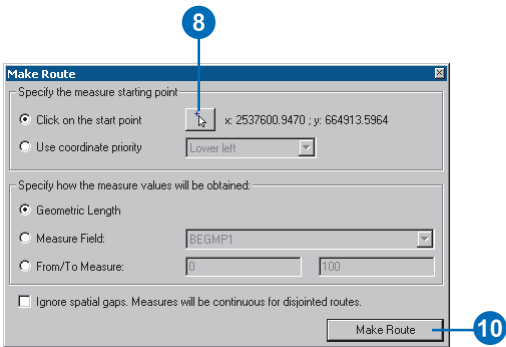 8
Make Route
Specify the measure starting point
Click on the start point x: 2537600.9470 ; y: 664913.5964
Use coordinate priority Lower left
Specify how the measure values will be obtained:
Geometric Length
Measure Field: BEGMP1
From/To Measure: 0 100
Ignore spatial gaps. Measures will be continuous for disjointed routes.
Make Route 10